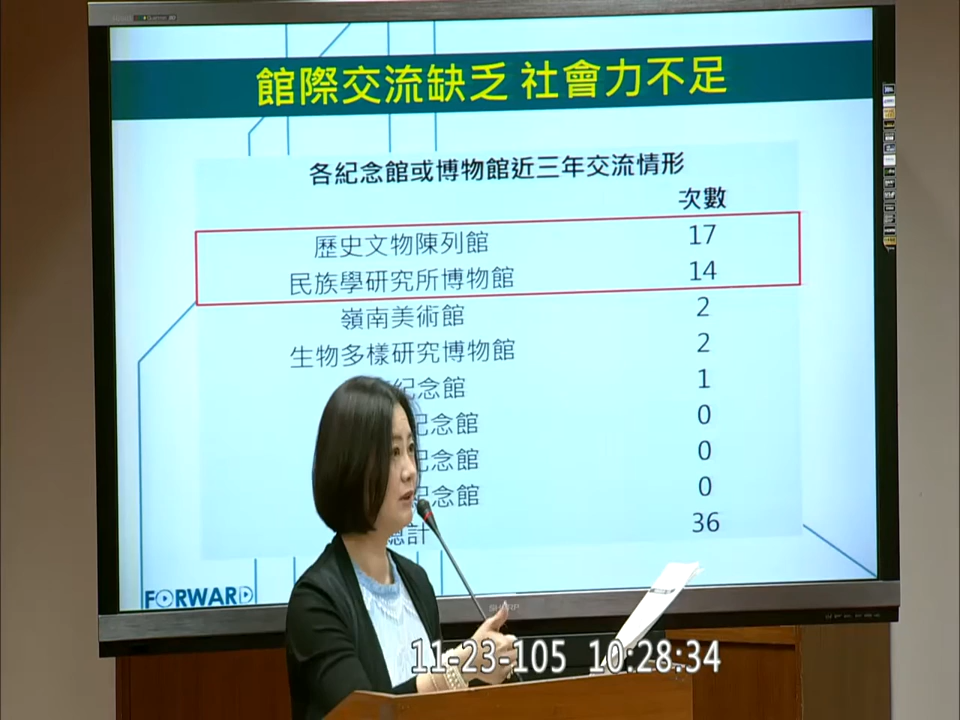 館際交流缺乏 社會力不足
各紀念館或博物館近三年交流情形
次數
歷史文物陳列館 17
民族學研究所博物館 14
嶺南美術館 2
生物多樣研究博物館 2
紀念館 1
紀念館 0
紀念館 0
紀念館 0
總計 36
FORWARD
SHARP
11-23-105 10:28:34